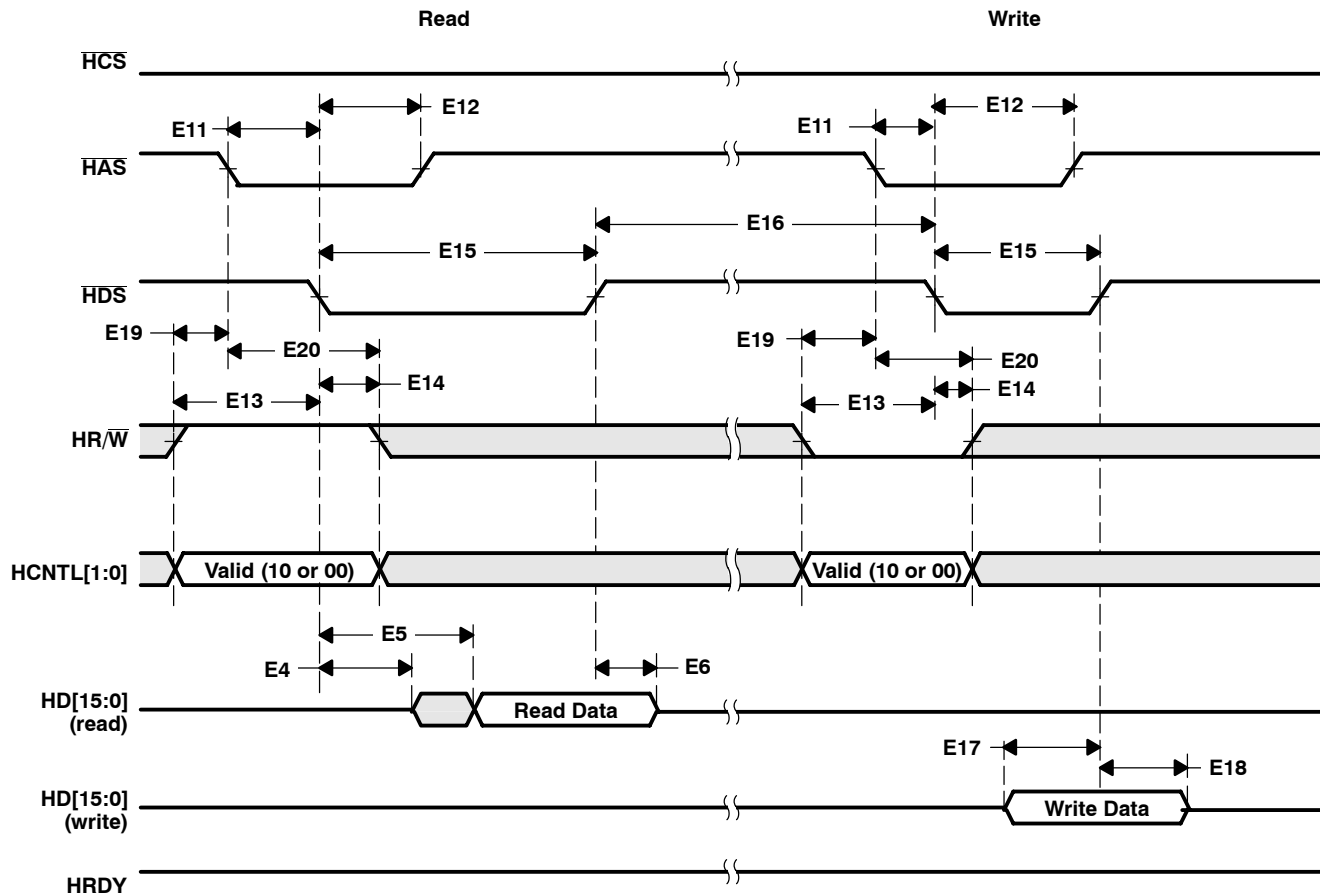 Read Write
HCS
E12 E12
E11 E11
HAS
E16
E15 E15
HDS
E19 E19
E20 E20
E14 E14
E13 E13
HR/W
HCNTL[1:0] Valid (10 or 00) Valid (10 or 00)
E5
E4 E6
HD[15:0]
(read)
Read Data
E17
E18
HD[15:0]
(write)
Write Data
HRDY